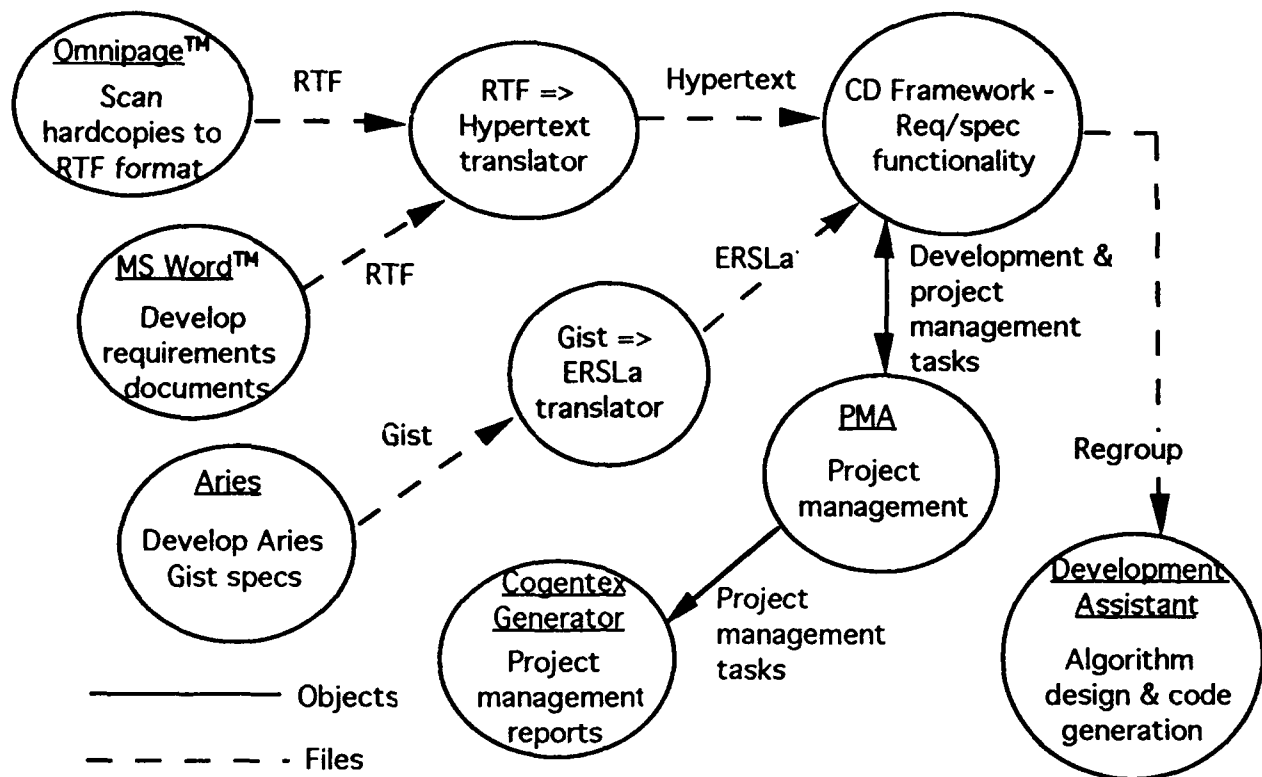 Omnipage™
Scan
hardcopies to
RTF format
RTF
RTF =>
Hypertext
translator
Hypertext
CD Framework -
Req/spec
functionality
MS Word™
Develop
requirements
documents
RTF
Gist =>
ERSLa
translator
ERSLa
Development &
project
management
tasks
Aries
Develop Aries
Gist specs
Gist
PMA
Project
management
Regroup
Cogentex
Generator
Project
management
reports
Project
management
tasks
Development
Assistant
Algorithm
design & code
generation
Objects
Files